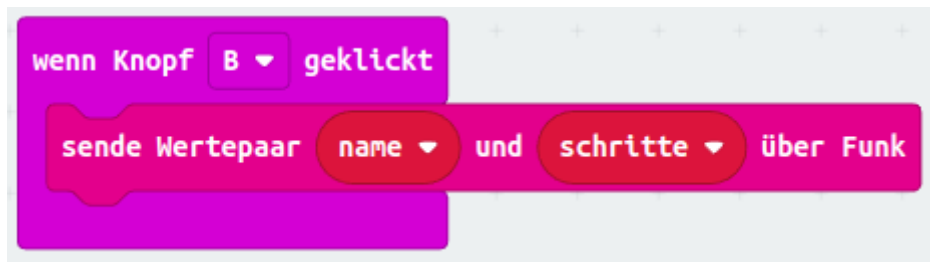 wenn Knopf B geklickt
sende Wertepaar name und schritte über Funk